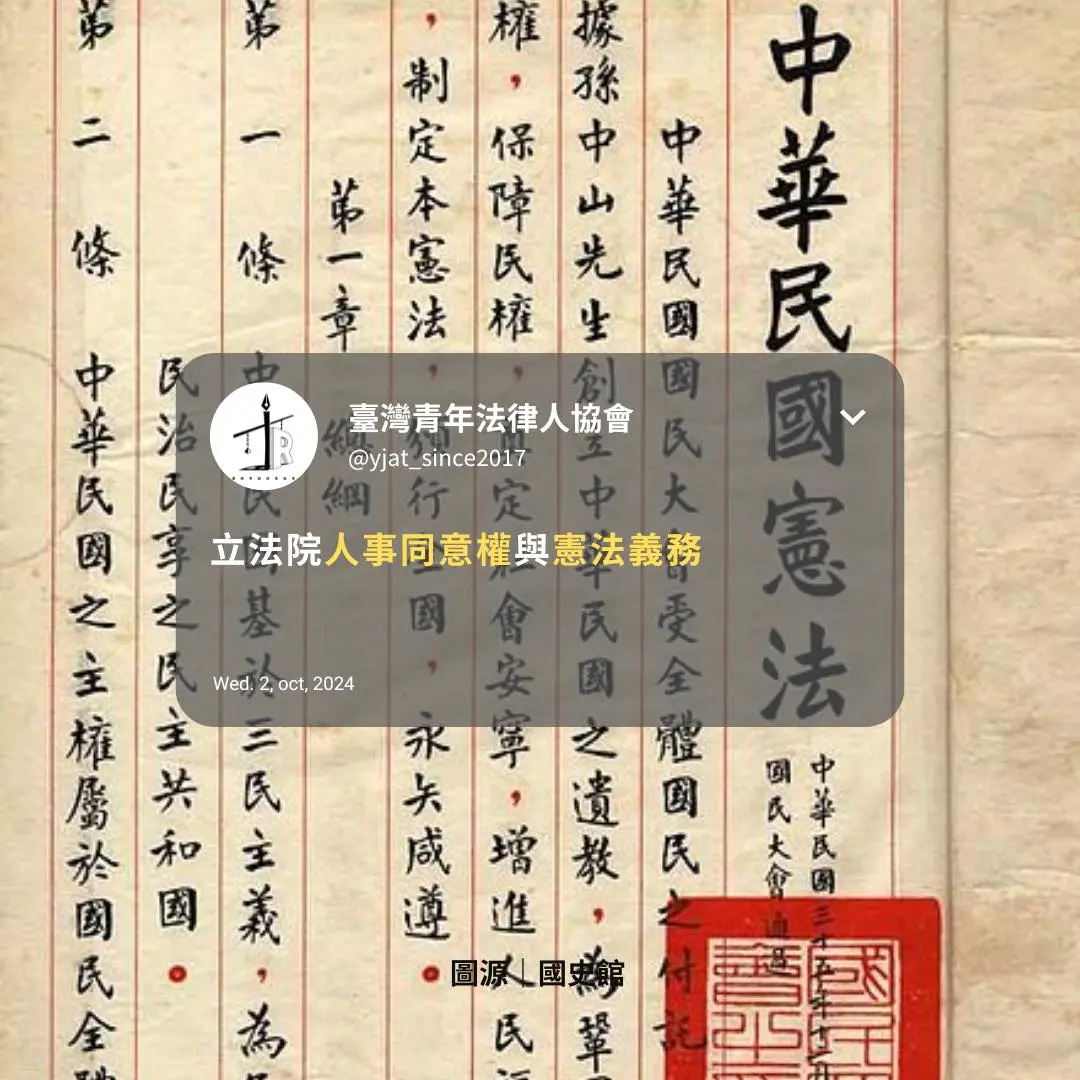 中華民國憲法
中華民國三十五年十二月
國民大會通過
中華民國國民大會受全體國民之付託
據孫中山先生創立中華民國之遺教，為鞏
權，保障民權，奠定社會安寧，增進人民
，制定本憲法，頒行全國，永矢咸遵。
第一章 總綱
第一條 中華民國基於三民主義，為
民治民享之民主共和國。
第二條 中華民國之主權屬於國民全體
臺灣青年法律人協會
@yjat_since2017
立法院人事同意權與憲法義務
Wed. 2, oct, 2024
圖源｜國史館